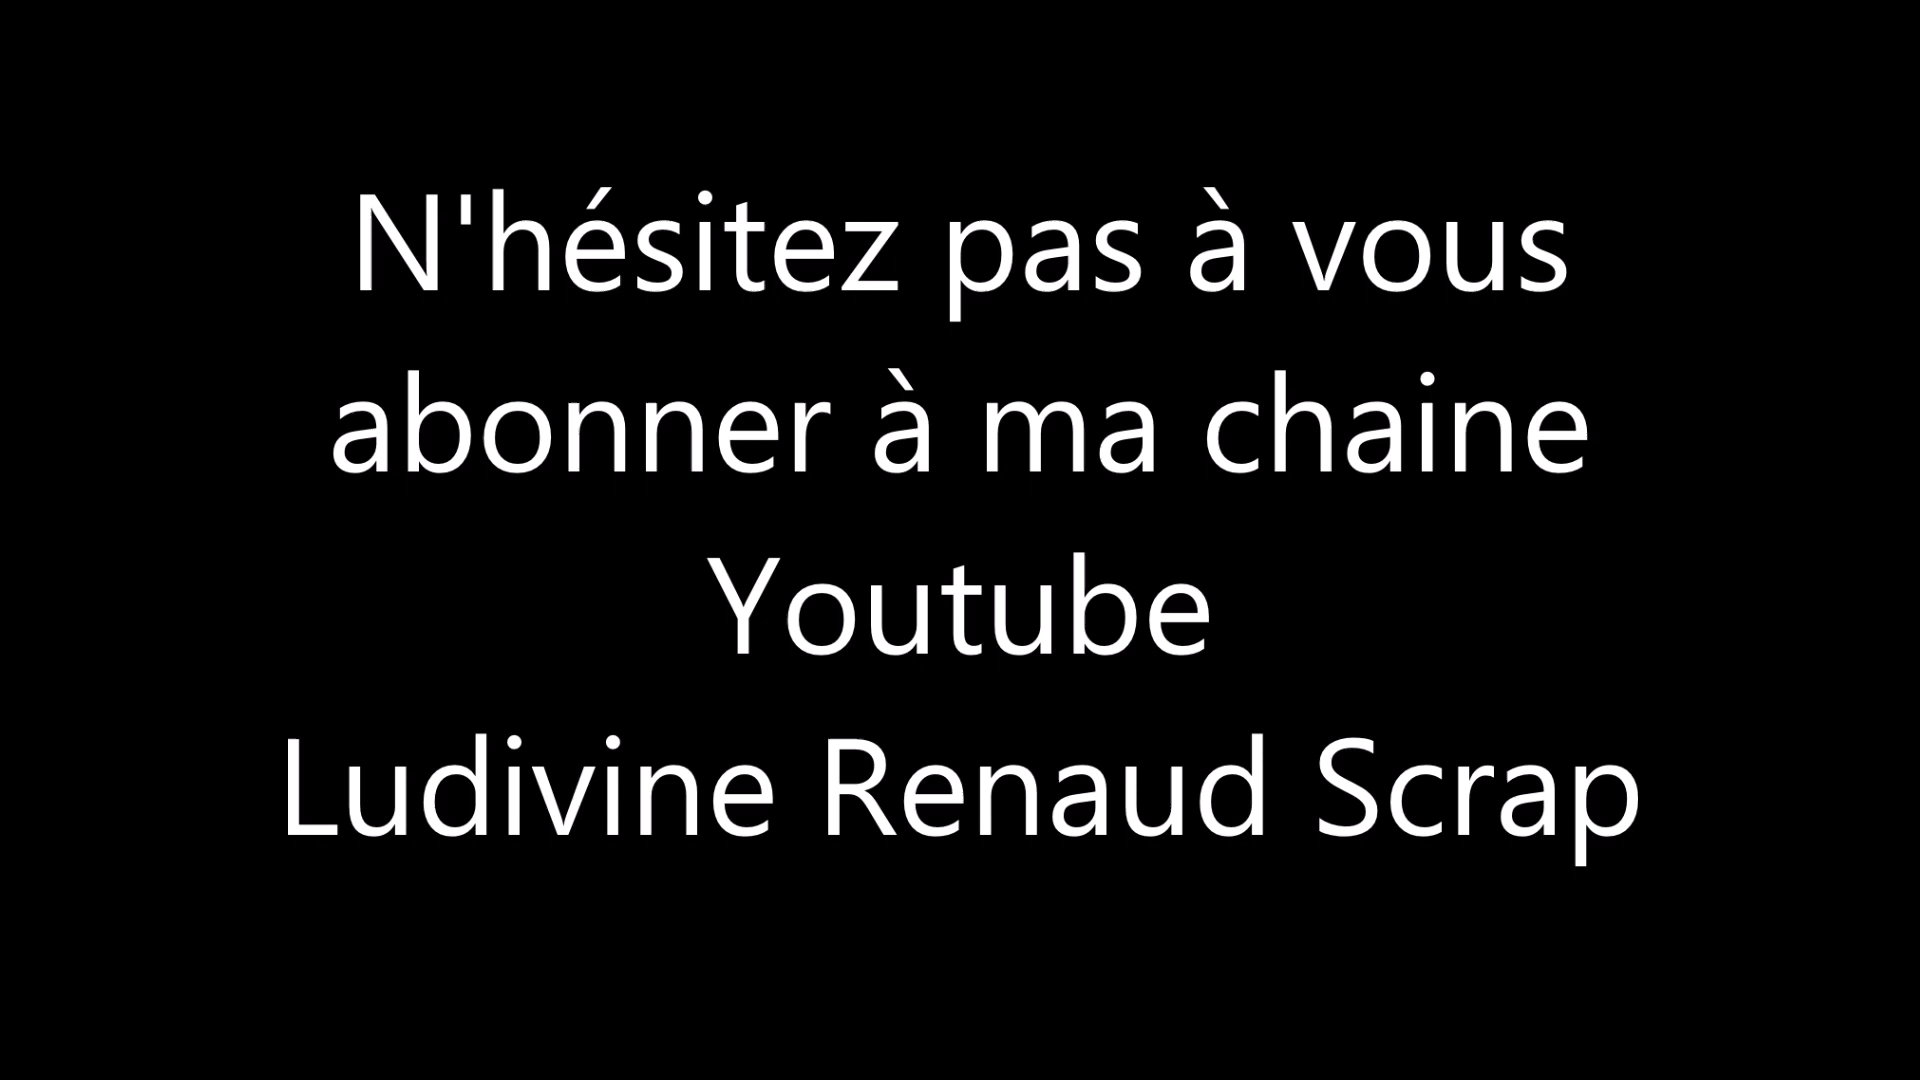 N'hésitez pas à vous
abonner à ma chaine
Youtube
Ludivine Renaud Scrap